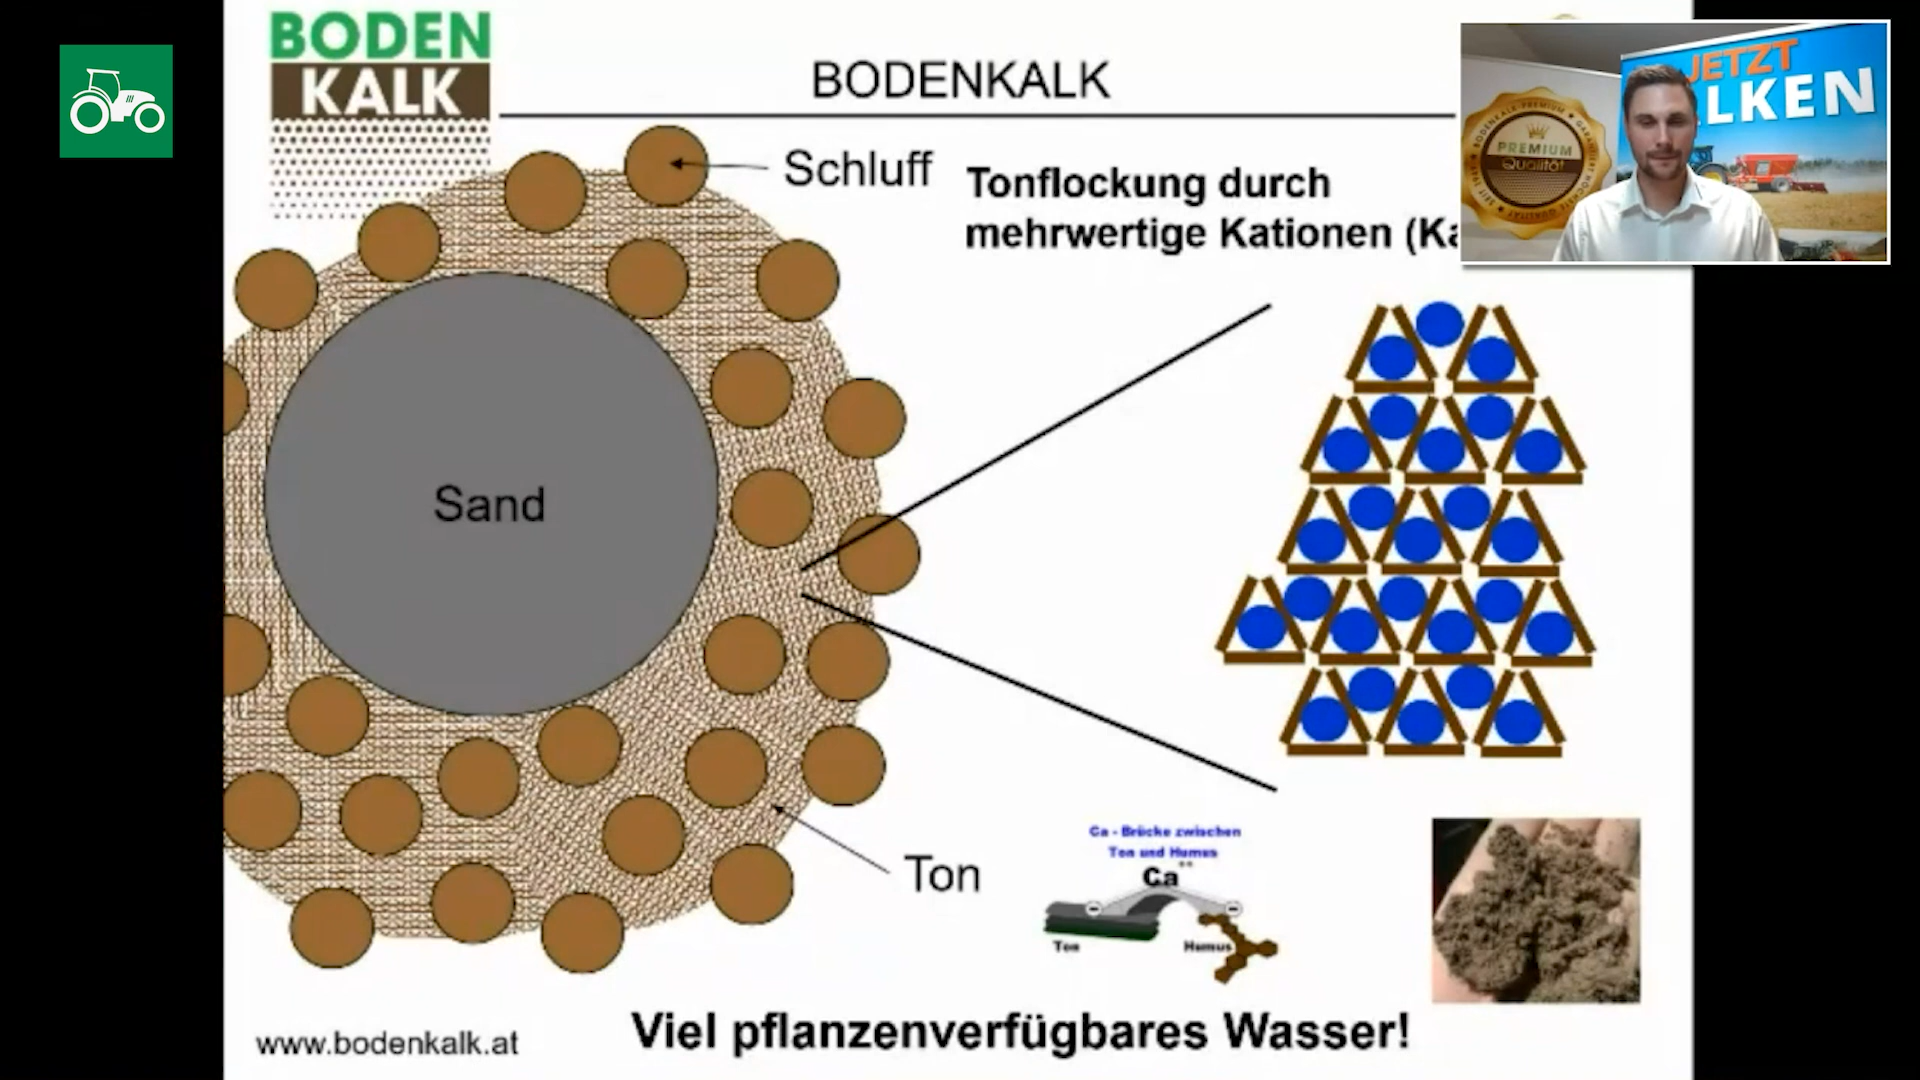 BODEN
KALK
BODENKALK
JETZT
LKEN
PREMIUM
Qualität
Schluff
Tonflockung durch
mehrwertige Kationen (Ka
Sand
Ca - Brücke zwischen
Ton und Humus
Ca++
Ton
Ton
Humus
www.bodenkalk.at
Viel pflanzenverfügbares Wasser!